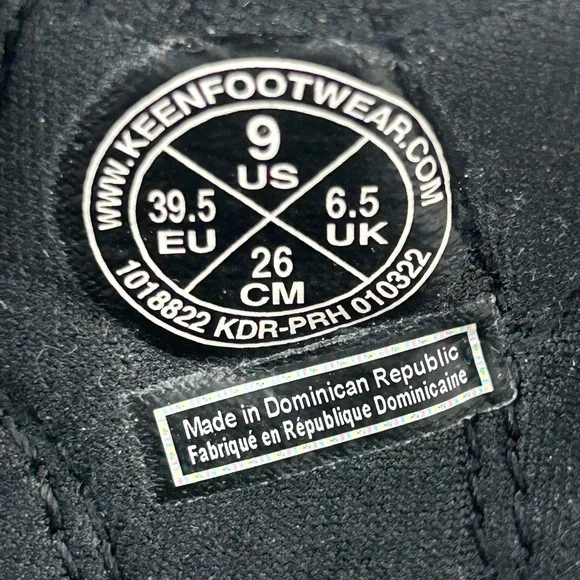 WWW.KEENFOOTWEAR.COM
9
US
39.5
EU
6.5
UK
26
CM
1018822 KDR-PRH 010322
Made in Dominican Republic
Fabriqué en République Dominicaine